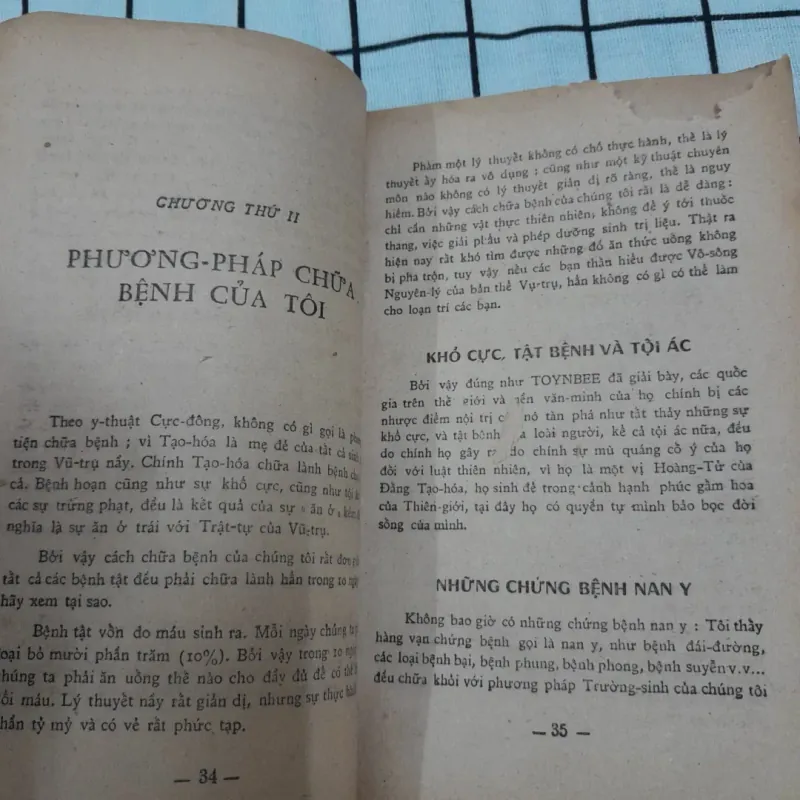 CHƯƠNG THỨ II
PHƯƠNG-PHÁP CHỮA
BỆNH CỦA TÔI
Theo y-thuật Cực-đông, không có gì gọi là
tiện chữa bệnh ; vì Tạo-hóa là mẹ đẻ của tất cả
trong Vũ-trụ nầy. Chính Tạo-hóa chữa lành bệnh
cả. Bệnh hoạn cũng như sự khổ cực, cũng như tội
các sự trừng phạt, đều là kết quả của sự « ăn ở »
nghĩa là sự ăn ở trái với Trật-tự của Vũ-trụ.
Bởi vậy cách chữa bệnh của chúng tôi rất đơn
tất cả các bệnh tật đều phải chữa lành hẳn trong 10
hãy xem tại sao.
Bệnh tật vốn do máu sinh ra. Mỗi ngày chúng
loại bỏ mười phần trăm (10%). Bởi vậy trong 10
chúng ta phải ăn uống thế nào cho đầy đủ để có thể
đổi máu. Lý thuyết nầy rất giản dị, nhưng sự thực
phần tỷ mỷ và có vẻ rất phức tạp.
— 34 —
Phàm một lý thuyết không có chỗ thực hành, thế là lý
thuyết ấy hóa ra vô dụng ; cũng như một kỹ thuật chuyên
môn nào không có lý thuyết giản dị rõ ràng, thế là nguy
hiểm. Bởi vậy cách chữa bệnh của chúng tôi rất là dễ dàng :
chỉ cần những vật thực thiên nhiên, không để ý tới thuốc
thang, việc giải phẩu và phép dưỡng sinh trị liệu. Thật ra
hiện nay rất khó tìm được những đồ ăn thức uống không
bị pha trộn, tuy vậy nếu các bạn thần hiểu được Vô-song
Nguyên-lý của bản thể Vụ-trụ, hẳn không có gì có thể làm
cho loạn trí các bạn.
KHỔ CỰC, TẬT BỆNH VÀ TỘI ÁC
Bởi vậy đúng như TOYNBEE đã giải bày, các quốc
gia trên thế giới và nền văn-minh của họ chính bị các
nhược điểm nội trị nó tàn phá như tất thảy những sự
khổ cực, và tật bệnh loài người, kể cả tội ác nữa, đều
do chính họ gây ra do chính sự mù quáng cố ý của họ
đối với luật thiên nhiên, vì họ là một vị Hoàng-Tử của
Đấng Tạo-hóa, họ sinh đẻ trong cảnh hạnh phúc gấm hoa
của Thiên-giới, tại đây họ có quyền tự mình bảo bọc đời
sống của mình.
NHỮNG CHỨNG BỆNH NAN Y
Không bao giờ có những chứng bệnh nan y : Tôi thấy
hàng vạn chứng bệnh gọi là nan y, như bệnh đái-đường,
các loại bệnh bại, bệnh phung, bệnh phong, bệnh suyễn v.v...
đều chữa khỏi với phương pháp Trường-sinh của chúng tôi
— 35 —